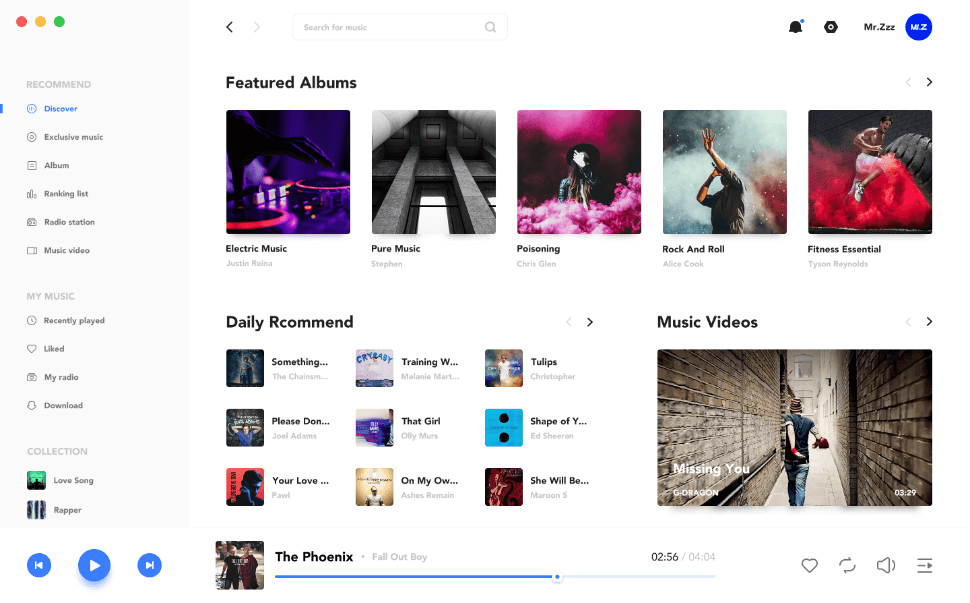 Search for music
Mr.Zzz
Mr.Z
RECOMMEND
Discover
Exclusive music
Album
Ranking list
Radio station
Music video
MY MUSIC
Recently played
Liked
My radio
Download
COLLECTION
Love Song
Rapper
Featured Albums
Electric Music
Justin Reina
Pure Music
Stephen
Poisoning
Chris Glen
Rock And Roll
Alice Cook
Fitness Essential
Tyson Reynolds
Daily Rcommend
Something...
The Chainsm...
CRYBABY
Training W...
Melanie Mart...
Tulips
Christopher
Please Don...
Joel Adams
That Girl
Olly Murs
Shape of Y...
Ed Sheeran
Your Love ...
Pawl
On My Ow...
Ashes Remain
She Will Be...
Maroon 5
Music Videos
Missing You
G-DRAGON
03:29
The Phoenix • Fall Out Boy
02:56 / 04:04